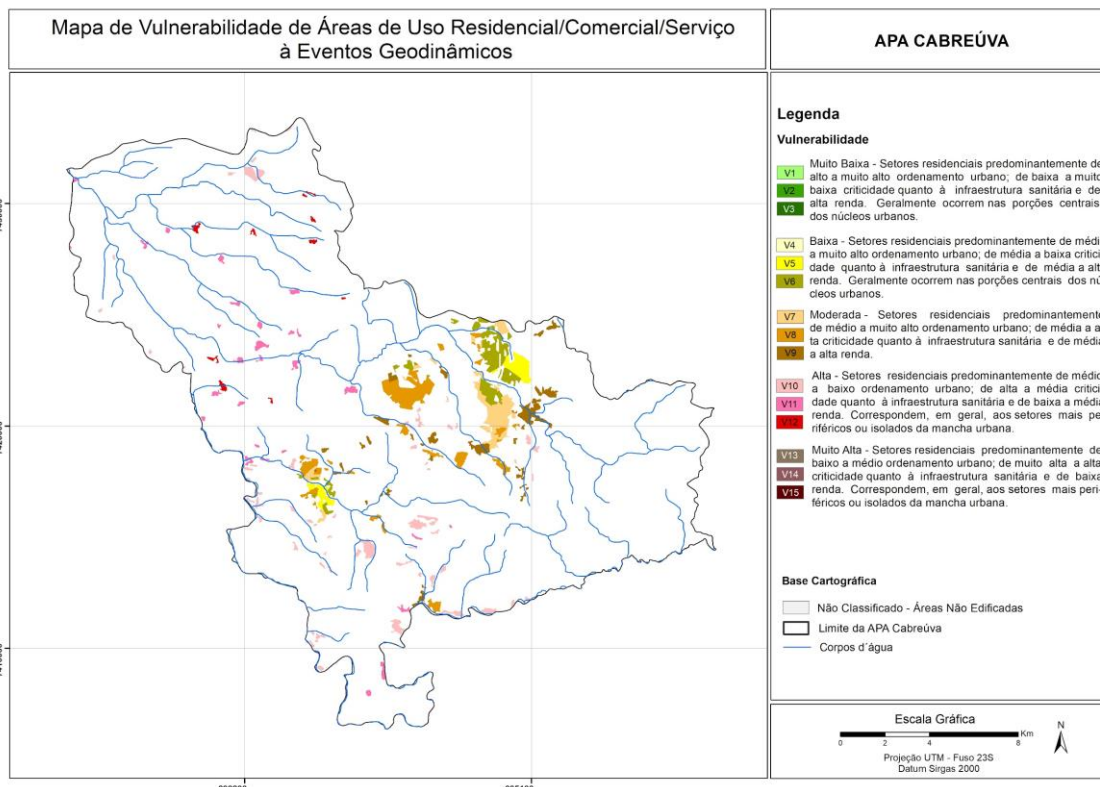 Mapa de Vulnerabilidade de Áreas de Uso Residencial/Comercial/Serviço
à Eventos Geodinâmicos
APA CABREÚVA
Legenda
Vulnerabilidade
V1
V2
V3
Muito Baixa - Setores residenciais predominantemente de
alto a muito alto ordenamento urbano; de baixa a muito
baixa criticidade quanto à infraestrutura sanitária e de
alta renda. Geralmente ocorrem nas porções centrais
dos núcleos urbanos.
V4
V5
V6
Baixa - Setores residenciais predominantemente de médi
a muito alto ordenamento urbano; de média a baixa critici
dade quanto à infraestrutura sanitária e de média a alt
renda. Geralmente ocorrem nas porções centrais dos nú
cleos urbanos.
V7
V8
V9
Moderada - Setores residenciais predominantemente
de médio a muito alto ordenamento urbano; de média a a
ta criticidade quanto à infraestrutura sanitária e de média
a alta renda.
V10
V11
V12
Alta - Setores residenciais predominantemente de médio
a baixo ordenamento urbano; de alta a média critici
dade quanto à infraestrutura sanitária e de baixa a média
renda. Correspondem, em geral, aos setores mais pe
riféricos ou isolados da mancha urbana.
V13
V14
V15
Muito Alta - Setores residenciais predominantemente de
baixo a médio ordenamento urbano; de muito alta a alta
criticidade quanto à infraestrutura sanitária e de baixa
renda. Correspondem, em geral, aos setores mais peri-
féricos ou isolados da mancha urbana.
Base Cartográfica
Não Classificado - Áreas Não Edificadas
Limite da APA Cabreúva
Corpos d´água
Escala Gráfica
0 2 4 8 Km
N
Projeção UTM - Fuso 23S
Datum Sirgas 2000